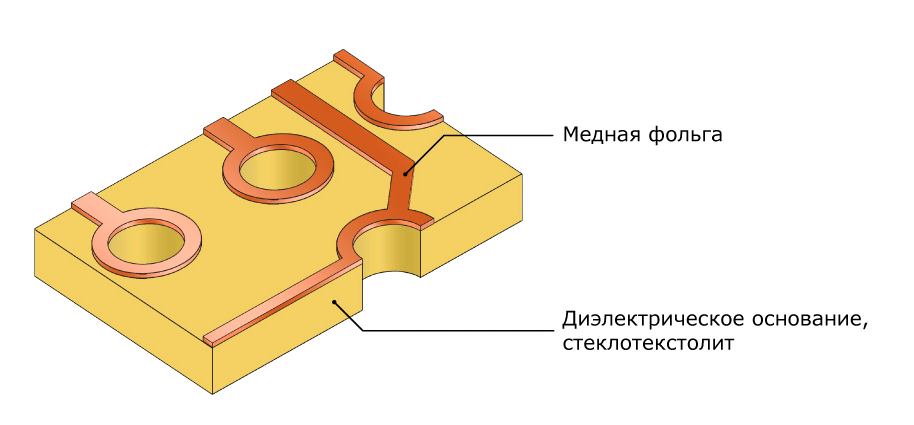 Медная фольга
Диэлектрическое основание,
стеклотекстолит